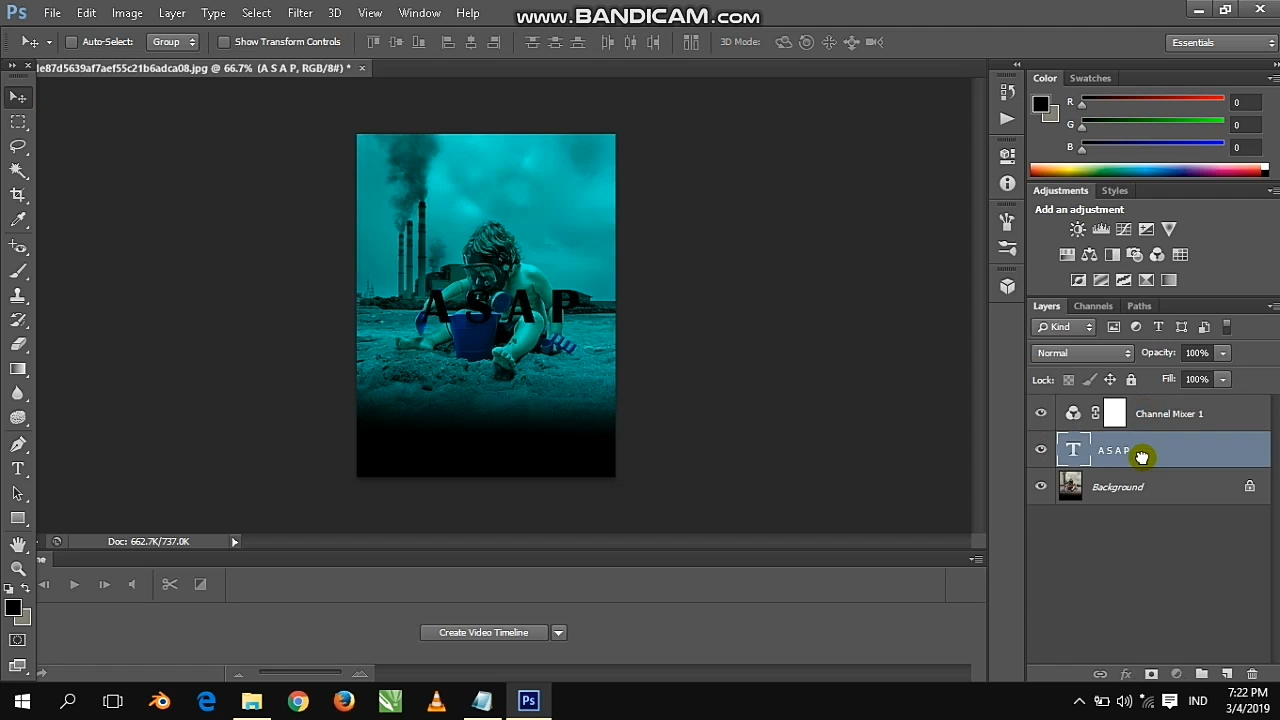 www.BANDICAM.com
Ps File Edit Image Layer Type Select Filter 3D View Window Help
Auto-Select: Group Show Transform Controls 3D Mode: Essentials
le87d5639af7aef55c21b6adca08.jpg @ 66.7% (A S A P, RGB/8#) * ×
Color Swatches
R 0
G 0
B 0
Adjustments Styles
Add an adjustment
Layers Channels Paths
Kind
Normal Opacity: 100%
Lock: Fill: 100%
Channel Mixer 1
T A S A P
Background
A S A P
Doc: 662.7K/737.0K
ne
Create Video Timeline
IND
7:22 PM
3/4/2019